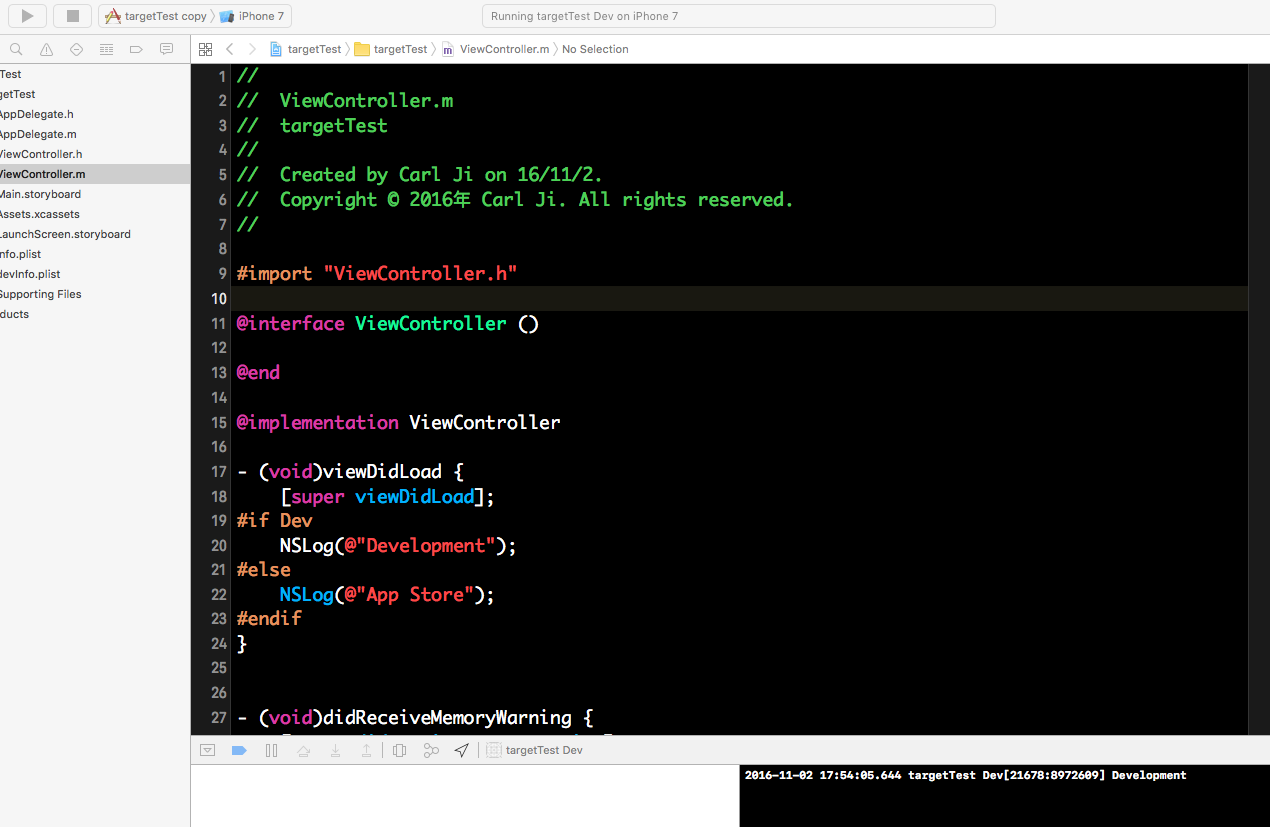 targetTest copy iPhone 7
Running targetTest Dev on iPhone 7
targetTest targetTest m ViewController.m No Selection
Test
getTest
AppDelegate.h
AppDelegate.m
ViewController.h
ViewController.m
Main.storyboard
Assets.xcassets
LaunchScreen.storyboard
nfo.plist
devInfo.plist
Supporting Files
ducts
1 //
2 //  ViewController.m
3 //  targetTest
4 //
5 //  Created by Carl Ji on 16/11/2.
6 //  Copyright © 2016年 Carl Ji. All rights reserved.
7 //
8
9 #import "ViewController.h"
10
11 @interface ViewController ()
12
13 @end
14
15 @implementation ViewController
16
17 - (void)viewDidLoad {
18     [super viewDidLoad];
19 #if Dev
20     NSLog(@"Development");
21 #else
22     NSLog(@"App Store");
23 #endif
24 }
25
26
27 - (void)didReceiveMemoryWarning {
targetTest Dev
2016-11-02 17:54:05.644 targetTest Dev[21678:8972609] Development